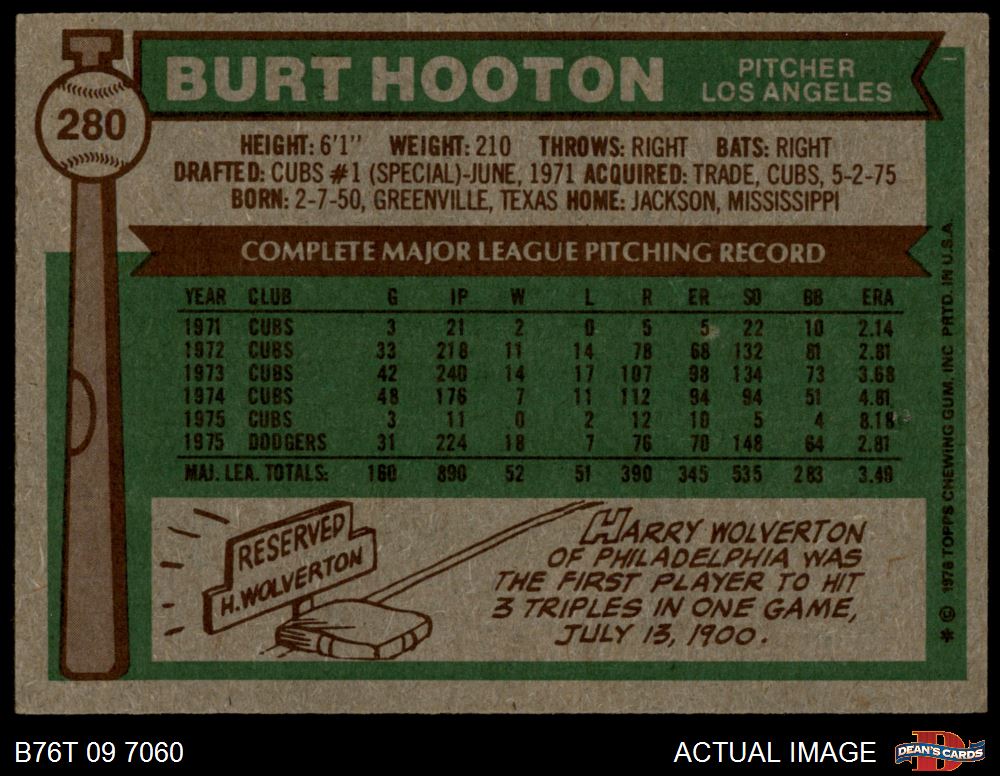 280
BURT HOOTON
PITCHER
LOS ANGELES
HEIGHT: 6'1" WEIGHT: 210 THROWS: RIGHT BATS: RIGHT
DRAFTED: CUBS #1 (SPECIAL)-JUNE, 1971 ACQUIRED: TRADE, CUBS, 5-2-75
BORN: 2-7-50, GREENVILLE, TEXAS HOME: JACKSON, MISSISSIPPI
COMPLETE MAJOR LEAGUE PITCHING RECORD
YEAR CLUB G IP W L R ER SO BB ERA
1971 CUBS 3 21 2 0 5 5 22 10 2.14
1972 CUBS 33 218 11 14 78 68 132 81 2.81
1973 CUBS 42 240 14 17 107 98 134 73 3.68
1974 CUBS 48 176 7 11 112 94 94 51 4.81
1975 CUBS 3 11 0 2 12 10 5 4 8.18
1975 DODGERS 31 224 18 7 76 70 148 64 2.81
MAJ. LEA. TOTALS: 160 890 52 51 390 345 535 283 3.49
RESERVED
H. WOLVERTON
HARRY WOLVERTON
OF PHILADELPHIA WAS
THE FIRST PLAYER TO HIT
3 TRIPLES IN ONE GAME,
JULY 13, 1900.
* © 1976 TOPPS CHEWING GUM, INC. PRTD. IN U.S.A.
B76T 09 7060
ACTUAL IMAGE
D
DEAN'S CARDS